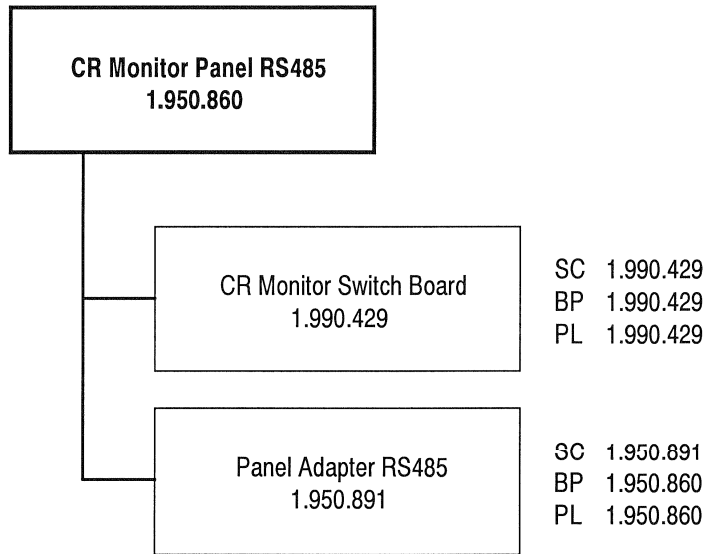 CR Monitor Panel RS485
1.950.860
CR Monitor Switch Board
1.990.429
SC 1.990.429
BP 1.990.429
PL 1.990.429
Panel Adapter RS485
1.950.891
SC 1.950.891
BP 1.950.860
PL 1.950.860